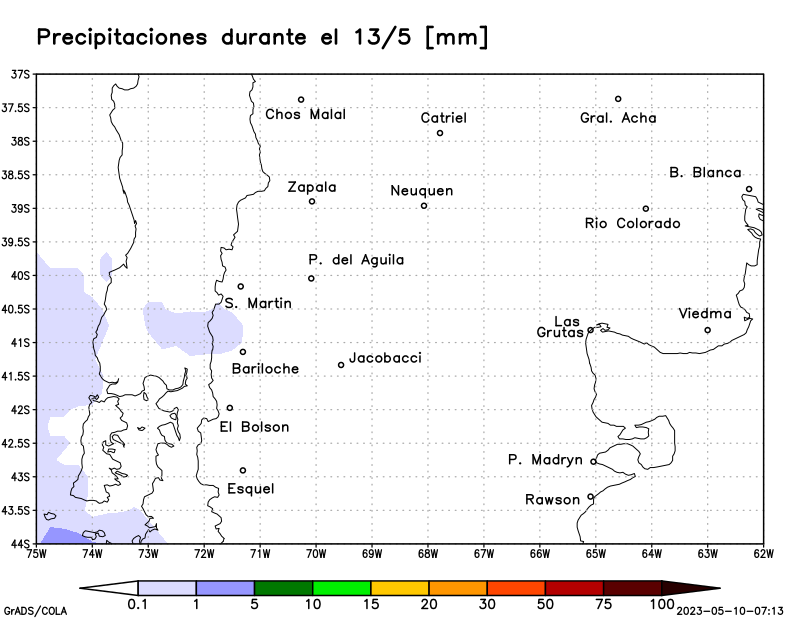 Precipitaciones durante el 13/5 [mm]
37S
37.5S
38S
38.5S
39S
39.5S
40S
40.5S
41S
41.5S
42S
42.5S
43S
43.5S
44S
Chos Malal
Catriel
Gral. Acha
B. Blanca
Zapala
Neuquen
Rio Colorado
P. del Aguila
S. Martin
Viedma
Las
Grutas
Jacobacci
Bariloche
El Bolson
P. Madryn
Esquel
Rawson
75W 74W 73W 72W 71W 70W 69W 68W 67W 66W 65W 64W 63W 62W
0.1 1 5 10 15 20 30 50 75 100
GrADS/COLA
2023-05-10-07:13